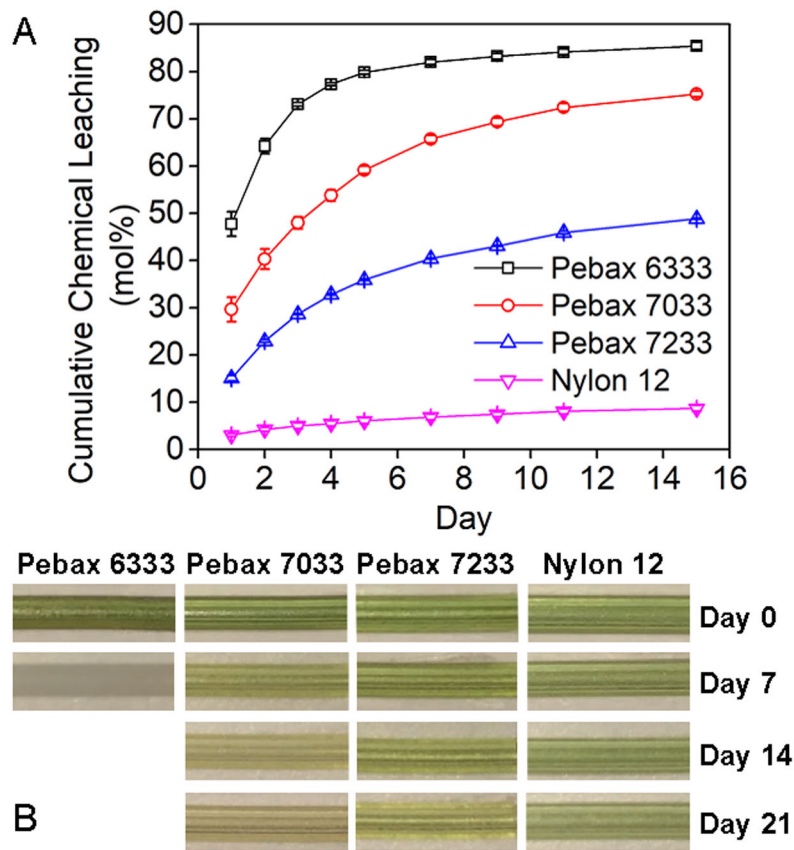 A
Cumulative Chemical Leaching
(mol%)
90
80
70
60
50
40
30
20
10
0
Pebax 6333
Pebax 7033
Pebax 7233
Nylon 12
0 2 4 6 8 10 12 14 16
Day
Pebax 6333 Pebax 7033 Pebax 7233 Nylon 12
Day 0
Day 7
Day 14
B
Day 21